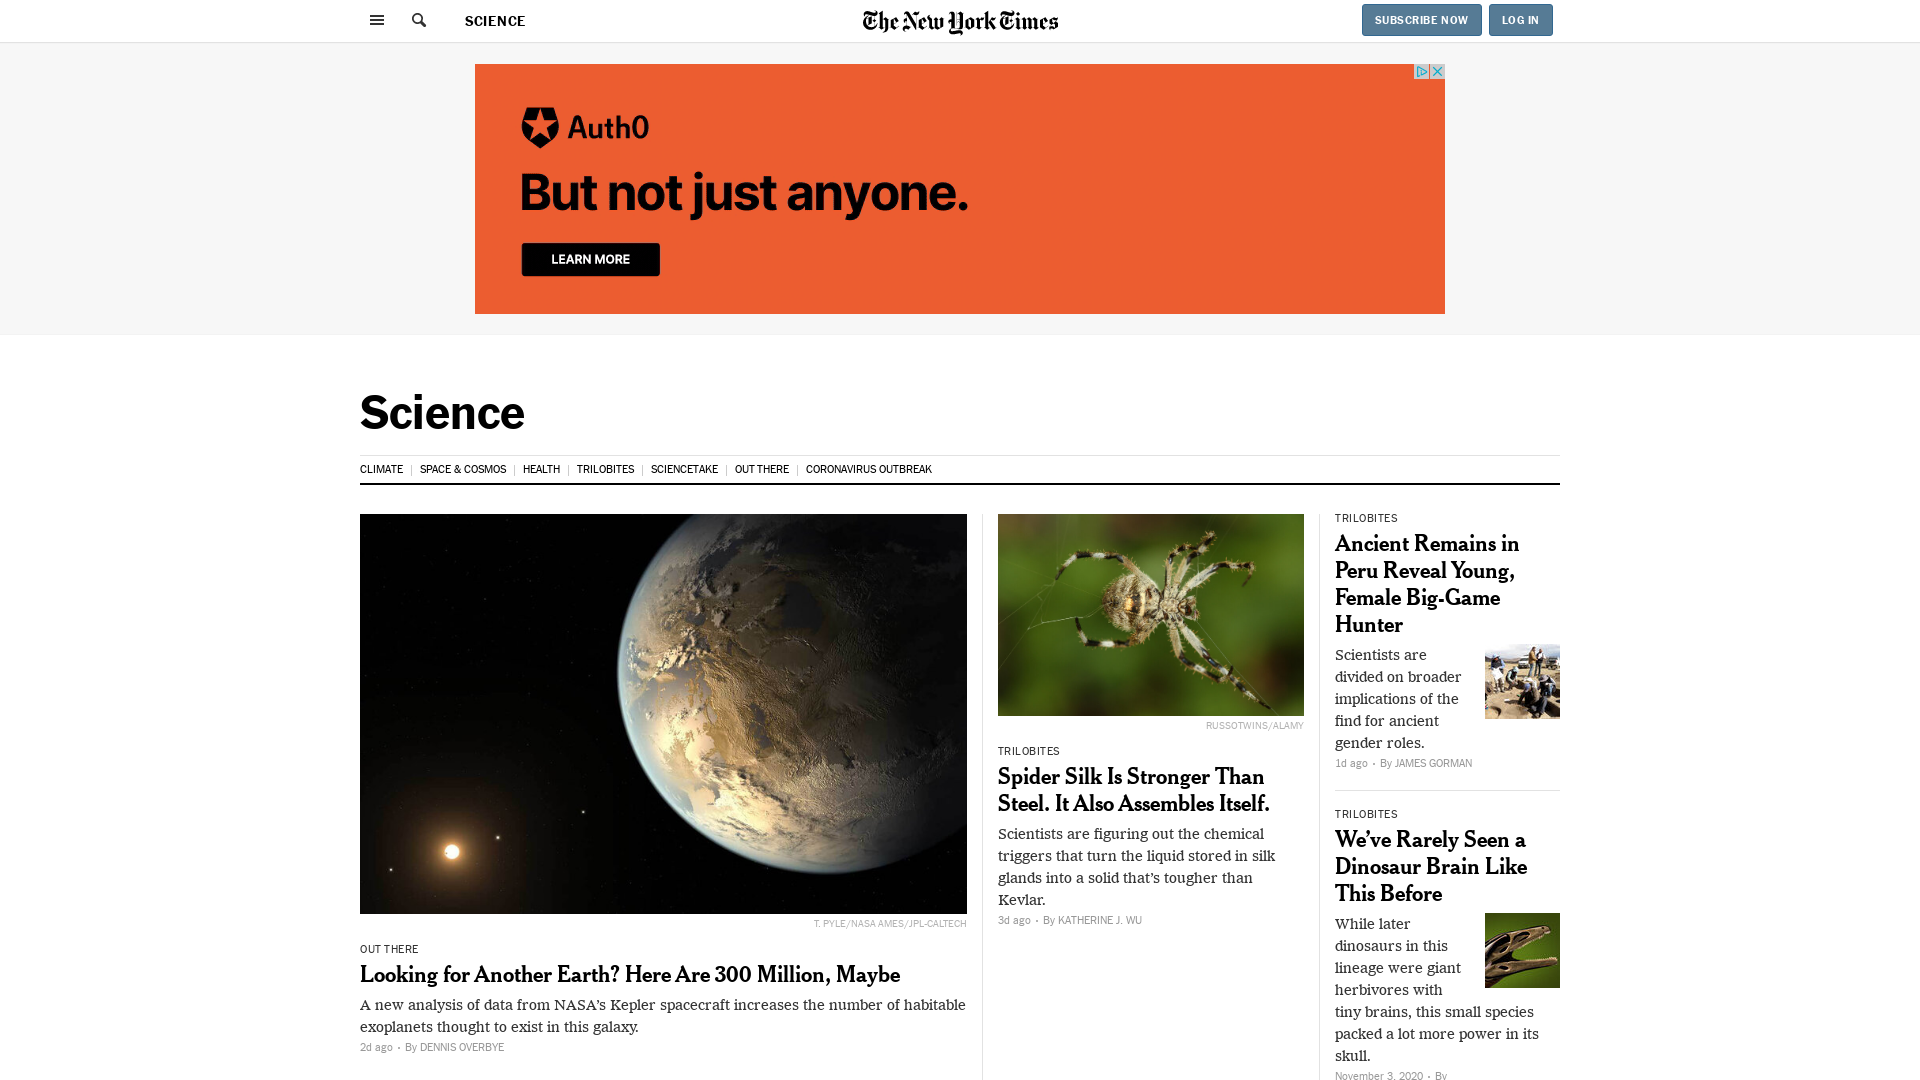 SCIENCE
The New York Times
SUBSCRIBE NOW
LOG IN
Auth0
But not just anyone.
LEARN MORE
Science
CLIMATE
SPACE & COSMOS
HEALTH
TRILOBITES
SCIENCETAKE
OUT THERE
CORONAVIRUS OUTBREAK
T. PYLE/NASA AMES/JPL-CALTECH
OUT THERE
Looking for Another Earth? Here Are 300 Million, Maybe
A new analysis of data from NASA’s Kepler spacecraft increases the number of habitable
exoplanets thought to exist in this galaxy.
2d ago • By DENNIS OVERBYE
RUSSOTWINS/ALAMY
TRILOBITES
Spider Silk Is Stronger Than
Steel. It Also Assembles Itself.
Scientists are figuring out the chemical
triggers that turn the liquid stored in silk
glands into a solid that’s tougher than
Kevlar.
3d ago • By KATHERINE J. WU
TRILOBITES
Ancient Remains in
Peru Reveal Young,
Female Big-Game
Hunter
Scientists are
divided on broader
implications of the
find for ancient
gender roles.
1d ago • By JAMES GORMAN
TRILOBITES
We’ve Rarely Seen a
Dinosaur Brain Like
This Before
While later
dinosaurs in this
lineage were giant
herbivores with
tiny brains, this small species
packed a lot more power in its
skull.
November 3, 2020 • By